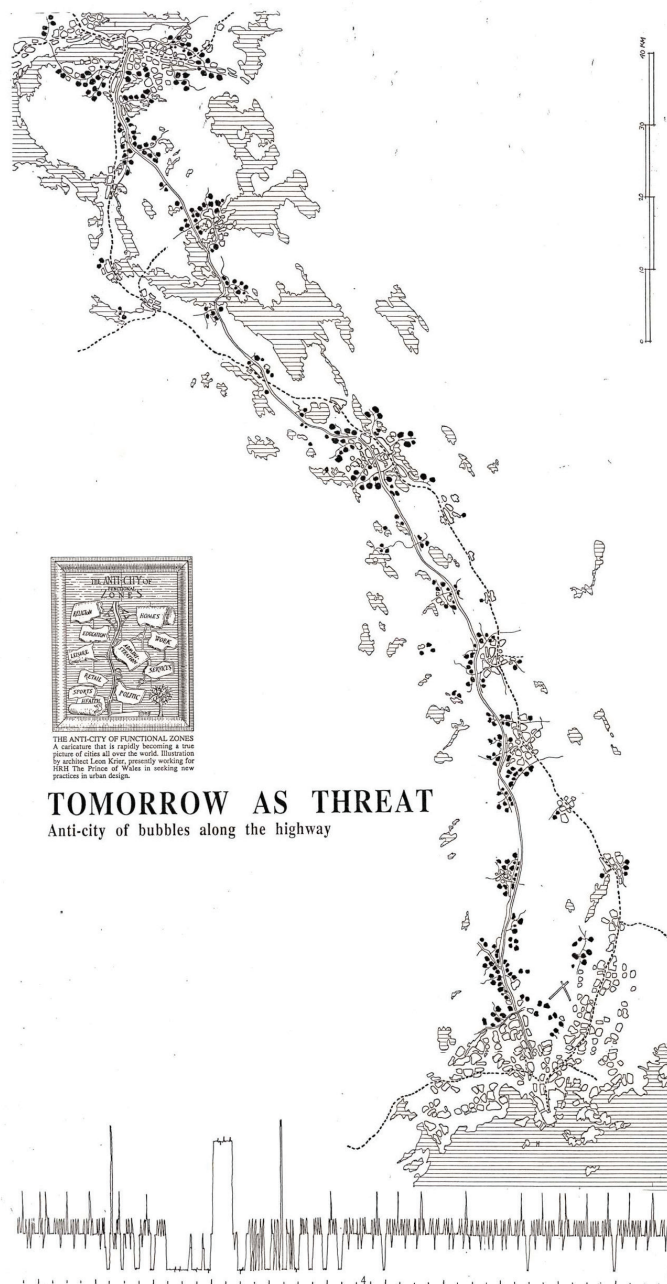 40 KM
30
20
10
0
THE ANTI-CITY OF
FUNCTIONAL
ZONES
RELIGION
HOMES
EDUCATION
WORK
LEISURE
ADMINI
STRATION
SERVICES
RETAIL
SPORTS
POLITIC
HEALTH
THE ANTI-CITY OF FUNCTIONAL ZONES
A caricature that is rapidly becoming a true
picture of cities all over the world. Illustration
by architect Leon Krier, presently working for
HRH The Prince of Wales in seeking new
practices in urban design.
TOMORROW AS THREAT
Anti-city of bubbles along the highway
4